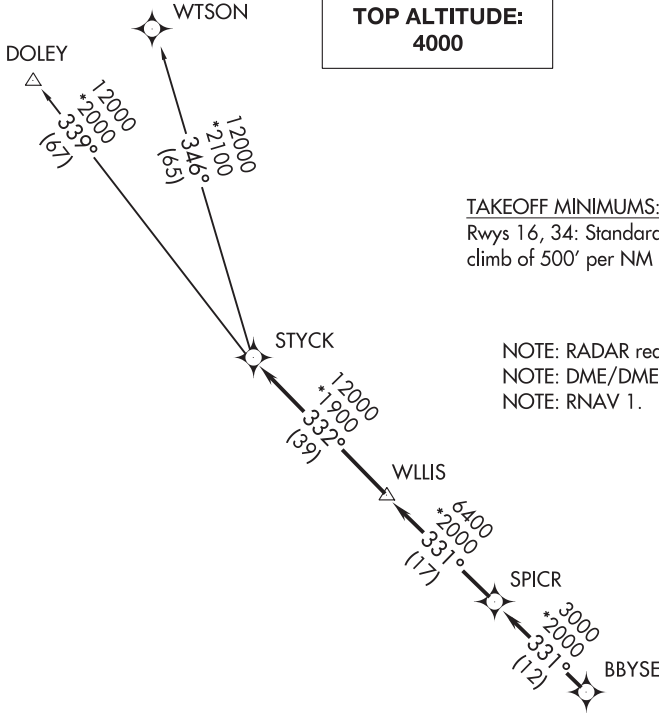 WTSON
TOP ALTITUDE:
4000
DOLEY
12000
*2000
339°
(67)
12000
*2100
346°
(65)
TAKEOFF MINIMUMS:
Rwys 16, 34: Standard
climb of 500' per NM
STYCK
NOTE: RADAR
NOTE: DME/DME
NOTE: RNAV 1.
12000
*1900
332°
(39)
WLLIS
6400
*2000
331°
(17)
SPICR
3000
*2000
331°
(12)
BBYSE